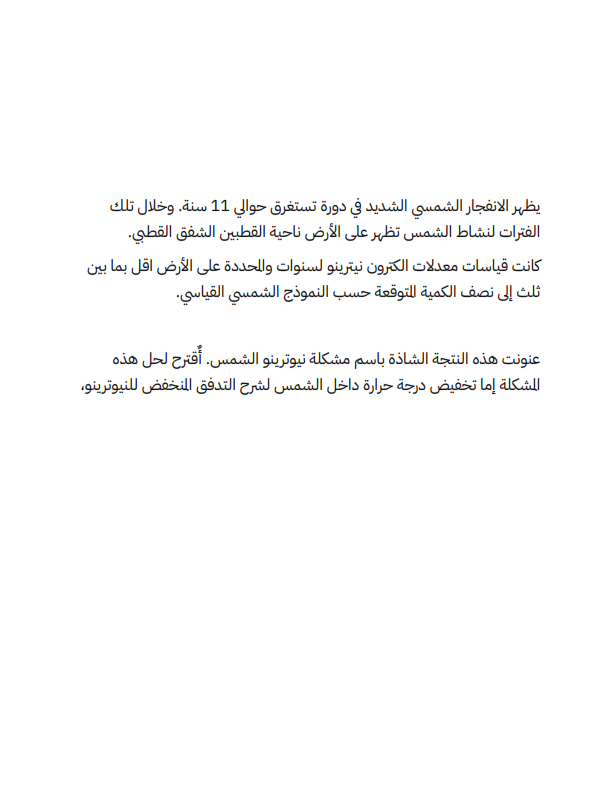 يظهر الانفجار الشمسي الشديد في دورة تستغرق حوالي 11 سنة. وخلال تلك
الفترات لنشاط الشمس تظهر على الأرض ناحية القطبين الشفق القطبي.
كانت قياسات معدلات الكترون نيترينو لسنوات والمحددة على الأرض اقل بما بين
ثلث إلى نصف الكمية المتوقعة حسب النموذج الشمسي القياسي.
عنونت هذه النتجة الشاذة باسم مشكلة نيوترينو الشمس. أٌقترح لحل هذه
المشكلة إما تخفيض درجة حرارة داخل الشمس لشرح التدفق المنخفض للنيوترينو،